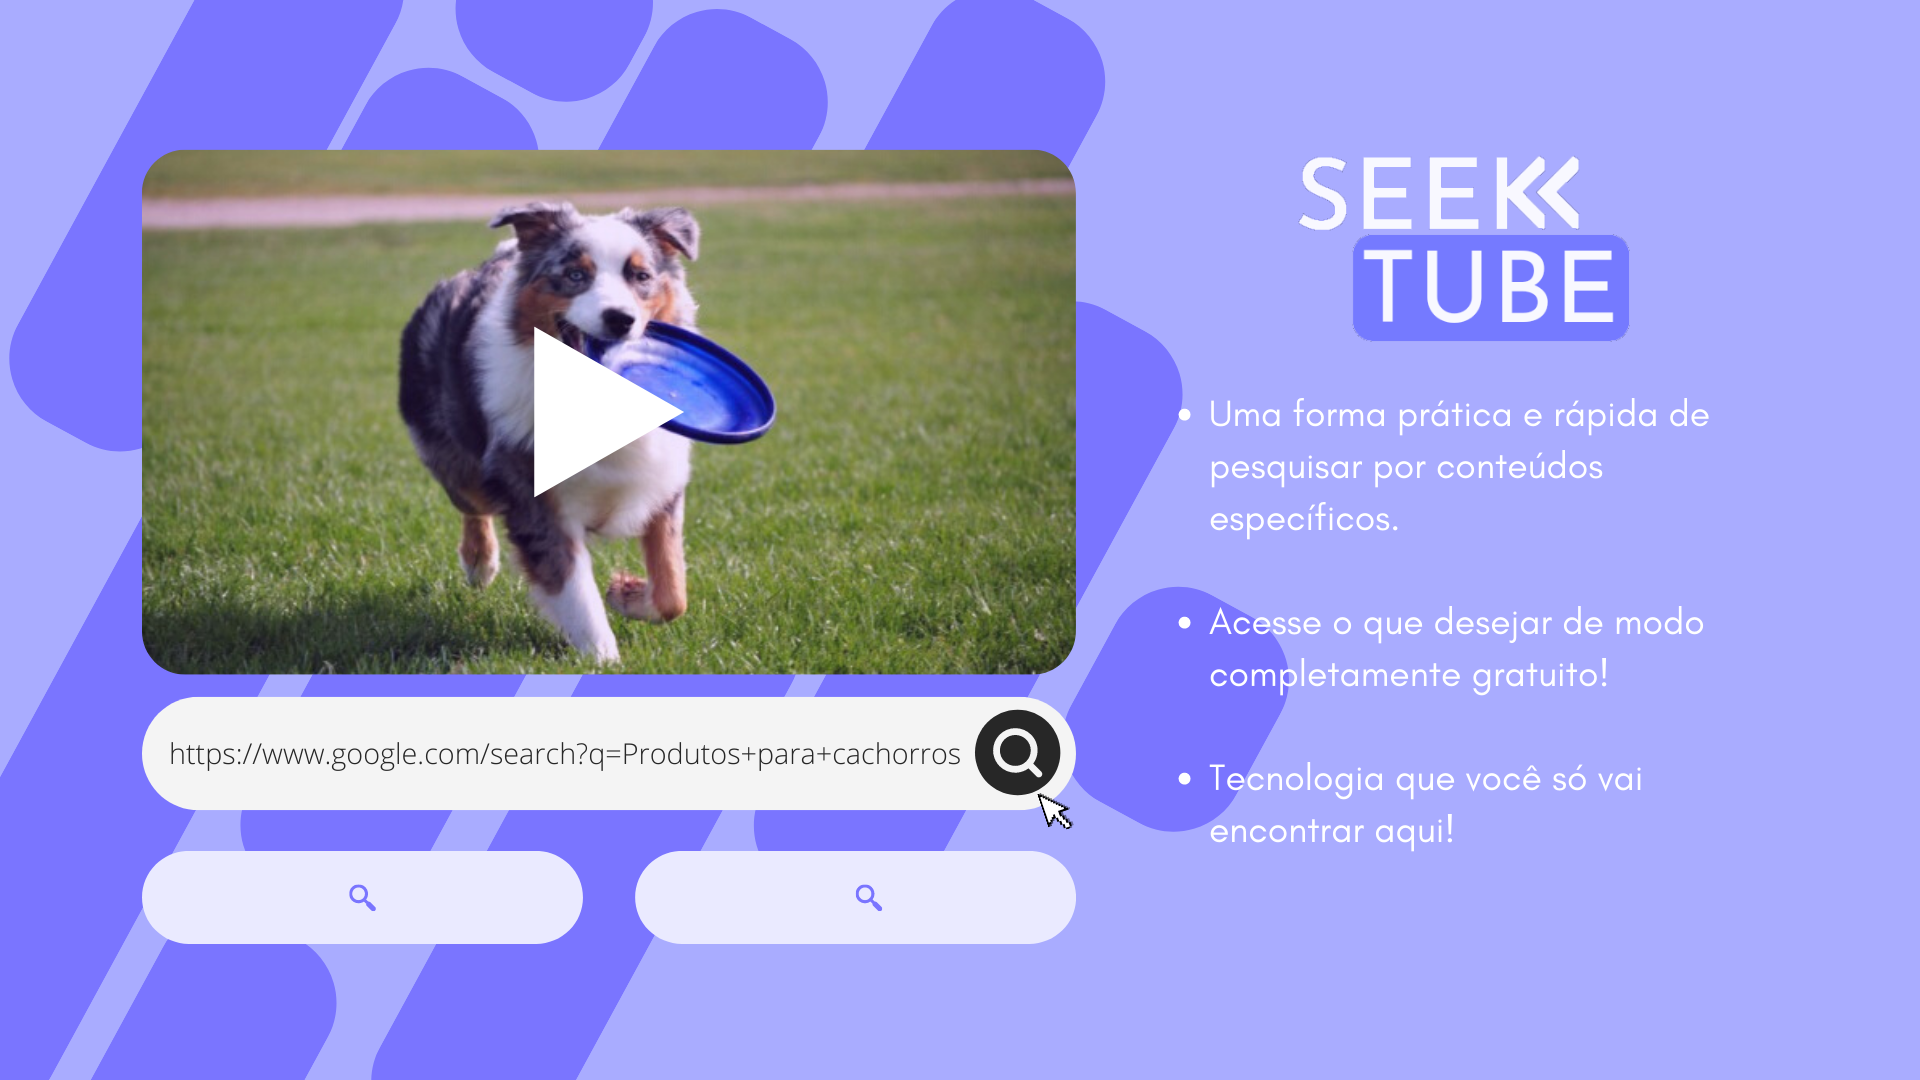 SEEK
TUBE
https://www.google.com/search?q=Produtos+para+cachorros
• Uma forma prática e rápida de
pesquisar por conteúdos
específicos.
• Acesse o que desejar de modo
completamente gratuito!
• Tecnologia que você só vai
encontrar aqui!